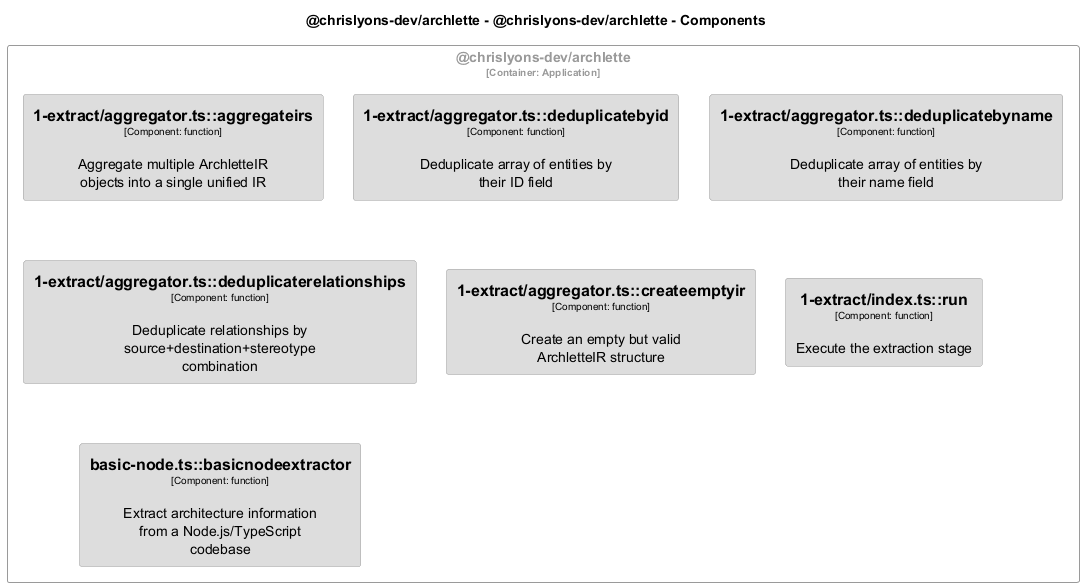 @chrislyons-dev/archlette - @chrislyons-dev/archlette - Components
@chrislyons-dev/archlette
[Container: Application]
1-extract/aggregator.ts::aggregateirs
[Component: function]
Aggregate multiple ArchletteIR
objects into a single unified IR
1-extract/aggregator.ts::deduplicatebyid
[Component: function]
Deduplicate array of entities by
their ID field
1-extract/aggregator.ts::deduplicatebyname
[Component: function]
Deduplicate array of entities by
their name field
1-extract/aggregator.ts::deduplicaterelationships
[Component: function]
Deduplicate relationships by
source+destination+stereotype
combination
1-extract/aggregator.ts::createemptyir
[Component: function]
Create an empty but valid
ArchletteIR structure
1-extract/index.ts::run
[Component: function]
Execute the extraction stage
basic-node.ts::basicnodeextractor
[Component: function]
Extract architecture information
from a Node.js/TypeScript
codebase